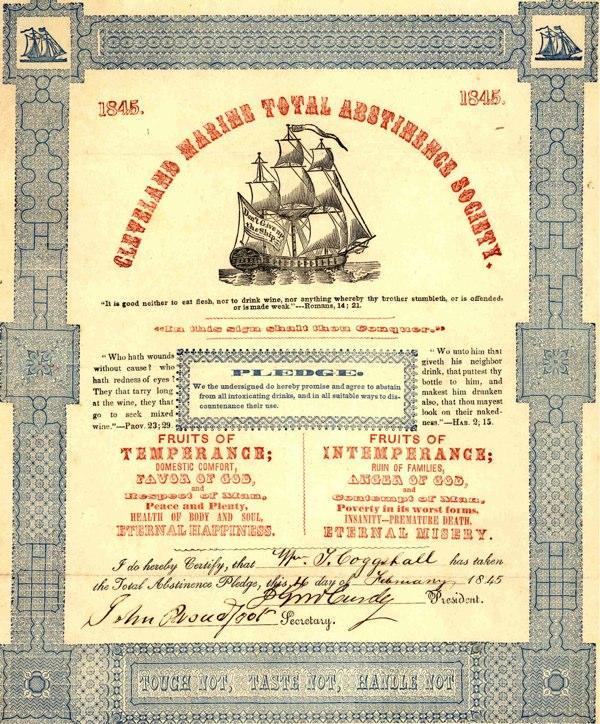 1845.
1845.
CLEVELAND MARINE TOTAL ABSTINENCE SOCIETY.
Don't Give up
the Ship
"It is good neither to eat flesh, nor to drink wine, nor anything whereby thy brother stumbleth, or is offended,
or is made weak."—Romans, 14; 21.
"In this sign shalt thou Conquer."
"Who hath wounds
without cause? who
hath redness of eyes?
They that tarry long
at the wine, they that
go to seek mixed
wine."—Prov. 23; 29.
PLEDGE.
We the undersigned do hereby promise and agree to abstain
from all intoxicating drinks, and in all suitable ways to dis-
countenance their use.
"Wo unto him that
giveth his neighbor
drink, that puttest thy
bottle to him, and
makest him drunken
also, that thou mayest
look on their naked-
ness."—Hab. 2; 15.
FRUITS OF
TEMPERANCE;
DOMESTIC COMFORT,
FAVOR OF GOD,
and
Respect of Man,
Peace and Plenty,
HEALTH OF BODY AND SOUL,
ETERNAL HAPPINESS.
FRUITS OF
INTEMPERANCE;
RUIN OF FAMILIES,
ANGER OF GOD,
and
Contempt of Man,
Poverty in its worst forms,
INSANITY—PREMATURE DEATH,
ETERNAL MISERY.
I do hereby Certify, that Wm. T. Coggshall has taken
the Total Abstinence Pledge, this day of February 1845
President.
John Proudfoot Secretary.
TOUCH NOT, TASTE NOT, HANDLE NOT